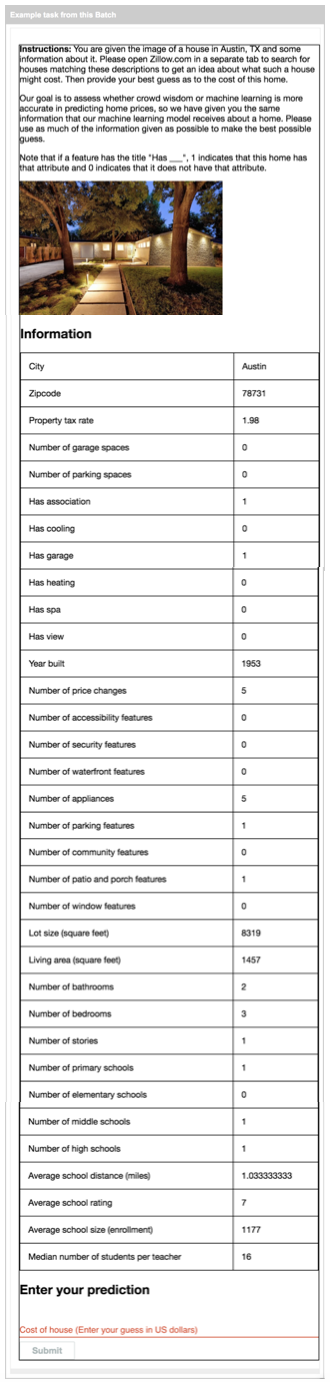 Example task from this Batch
Instructions: You are given the image of a house in Austin, TX and some
information about it. Please open Zillow.com in a separate tab to search for
houses matching these descriptions to get an idea about what such a house
might cost. Then provide your best guess as to the cost of this home.
Our goal is to assess whether crowd wisdom or machine learning is more
accurate in predicting home prices, so we have given you the same
information that our machine learning model receives about a home. Please
use as much of the information given as possible to make the best possible
guess.
Note that if a feature has the title "Has ___", 1 indicates that this home has
that attribute and 0 indicates that it does not have that attribute.
Information
City Austin
Zipcode 78731
Property tax rate 1.98
Number of garage spaces 0
Number of parking spaces 0
Has association 1
Has cooling 0
Has garage 1
Has heating 0
Has spa 0
Has view 0
Year built 1953
Number of price changes 5
Number of accessibility features 0
Number of security features 0
Number of waterfront features 0
Number of appliances 5
Number of parking features 1
Number of community features 0
Number of patio and porch features 1
Number of window features 0
Lot size (square feet) 8319
Living area (square feet) 1457
Number of bathrooms 2
Number of bedrooms 3
Number of stories 1
Number of primary schools 1
Number of elementary schools 0
Number of middle schools 1
Number of high schools 1
Average school distance (miles) 1.033333333
Average school rating 7
Average school size (enrollment) 1177
Median number of students per teacher 16
Enter your prediction
Cost of house (Enter your guess in US dollars)
Submit